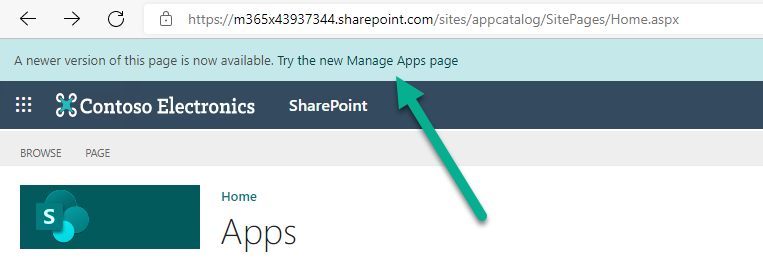 https://m365x43937344.sharepoint.com/sites/appcatalog/SitePages/Home.aspx
A newer version of this page is now available. Try the new Manage Apps page
Contoso Electronics SharePoint
BROWSE PAGE
S
Home
Apps